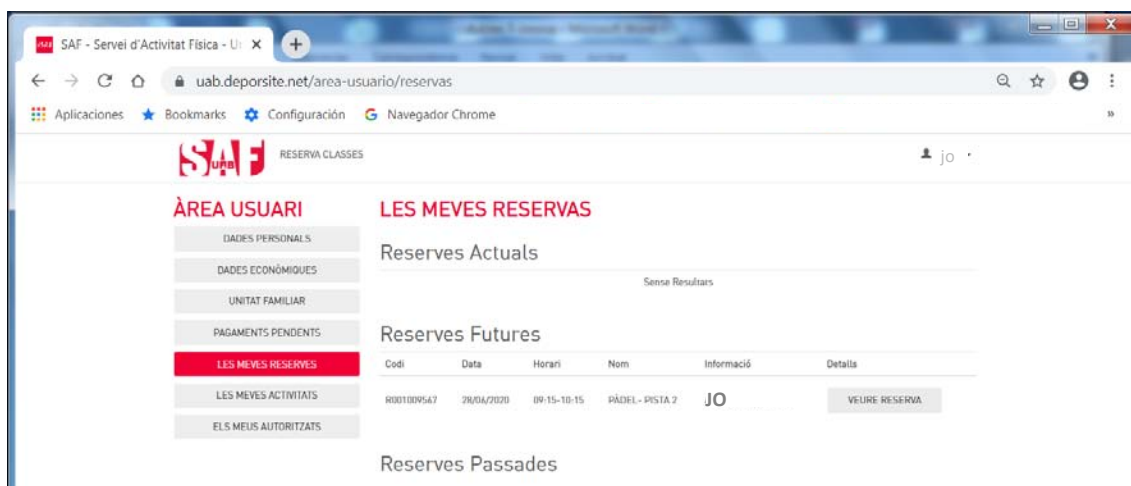 SAF - Servei d'Activitat Física - U
uab.deporsite.net/area-usuario/reservas
Aplicaciones Bookmarks Configuración Navegador Chrome »
SAF UAB RESERVA CLASSES jo
ÀREA USUARI
DADES PERSONALS
DADES ECONÒMIQUES
UNITAT FAMILIAR
PAGAMENTS PENDENTS
LES MEVES RESERVES
LES MEVES ACTIVITATS
ELS MEUS AUTORITZATS
LES MEVES RESERVAS
Reserves Actuals
Sense Resultats
Reserves Futures
Codi Data Horari Nom Informació Detalls
R001009567 28/06/2020 09:15-10:15 PÀDEL - PISTA 2 JO VEURE RESERVA
Reserves Passades